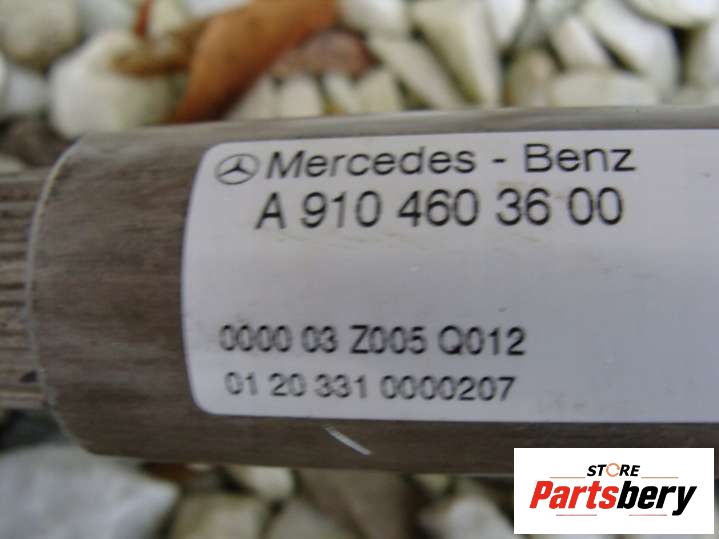 Mercedes - Benz
A 910 460 36 00
0000 03 Z005 Q012
01 20 331 0000207
STORE
Partsbery